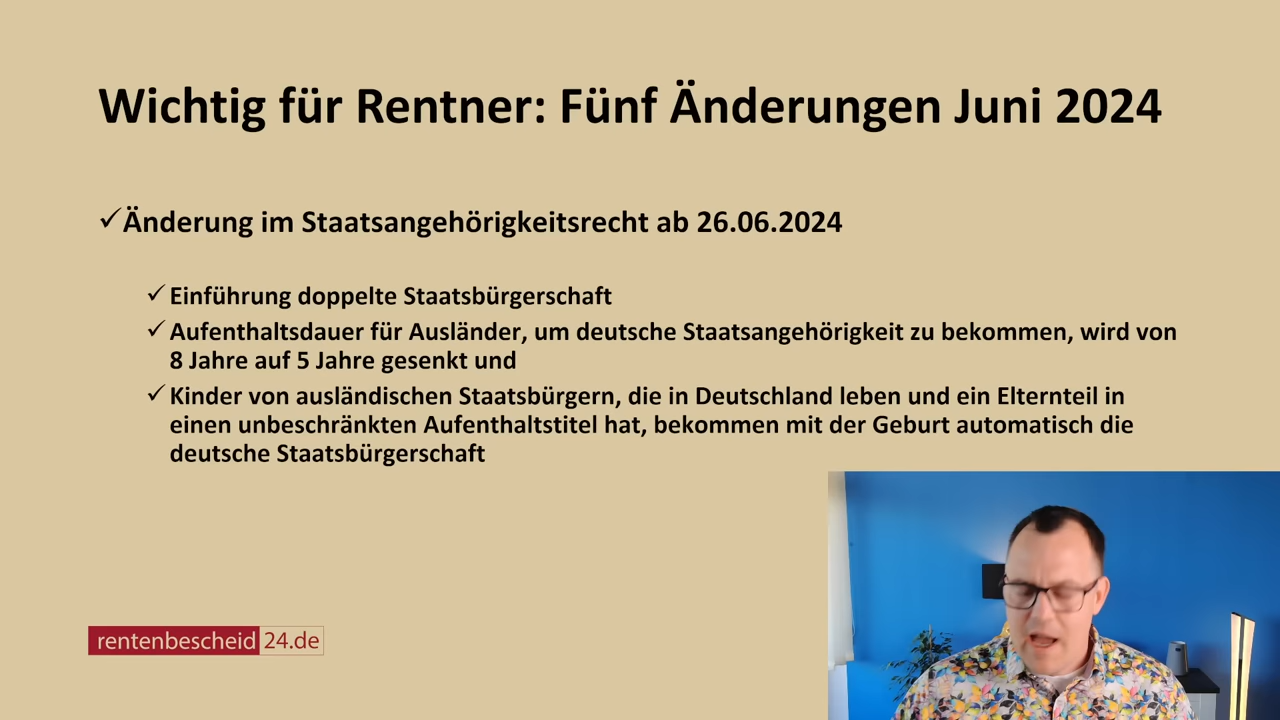 Wichtig für Rentner: Fünf Änderungen Juni 2024
✓Änderung im Staatsangehörigkeitsrecht ab 26.06.2024
✓Einführung doppelte Staatsbürgerschaft
✓Aufenthaltsdauer für Ausländer, um deutsche Staatsangehörigkeit zu bekommen, wird von
8 Jahre auf 5 Jahre gesenkt und
✓Kinder von ausländischen Staatsbürgern, die in Deutschland leben und ein Elternteil in
einen unbeschränkten Aufenthaltstitel hat, bekommen mit der Geburt automatisch die
deutsche Staatsbürgerschaft
rentenbescheid 24.de